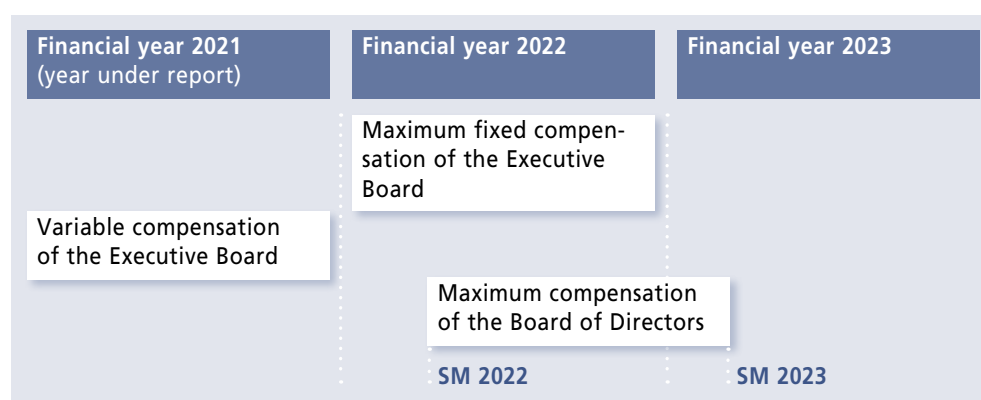 Financial year 2021
(year under report)
Financial year 2022
Financial year 2023
Maximum fixed compen-
sation of the Executive
Board
Variable compensation
of the Executive Board
Maximum compensation
of the Board of Directors
SM 2022
SM 2023